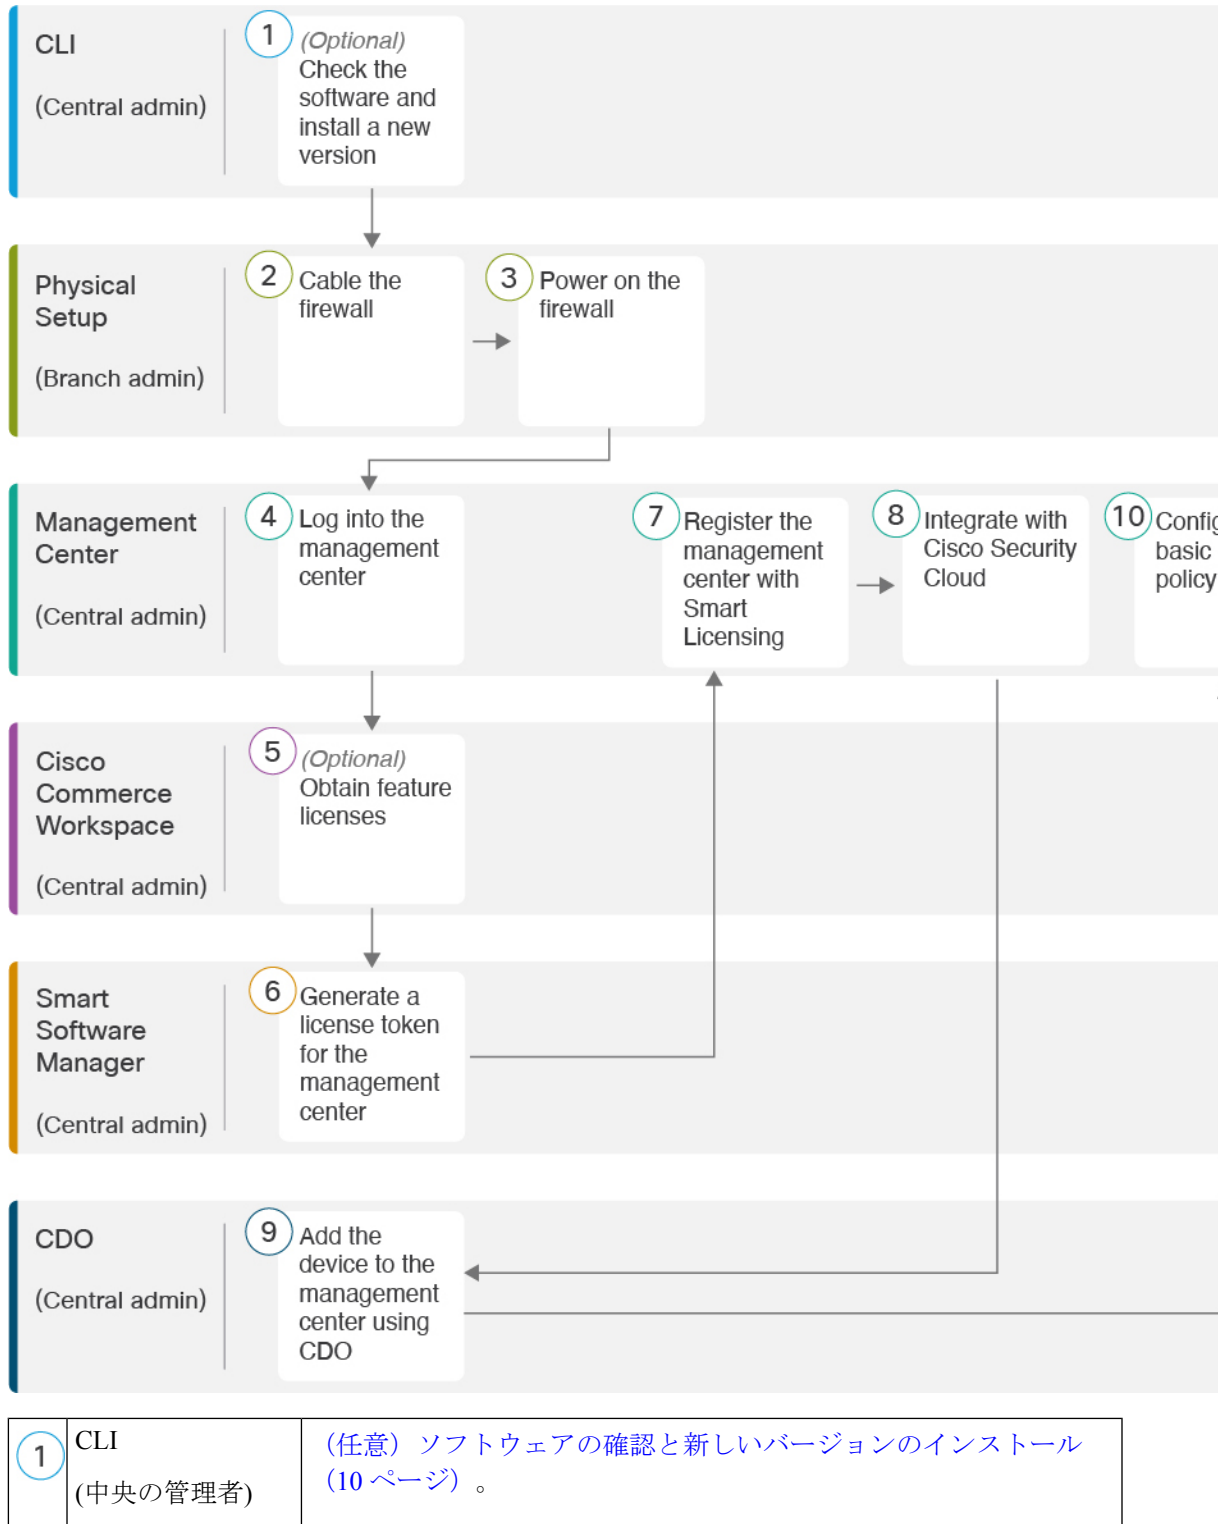 CLI
(Central admin)
1
(Optional)
Check the
software and
install a new
version
Physical
Setup
(Branch admin)
2
Cable the
firewall
3
Power on the
firewall
Management
Center
(Central admin)
4
Log into the
management
center
7
Register the
management
center with
Smart
Licensing
8
Integrate with
Cisco Security
Cloud
10
basic
policy
Cisco
Commerce
Workspace
(Central admin)
5
(Optional)
Obtain feature
licenses
Smart
Software
Manager
(Central admin)
6
Generate a
license token
for the
management
center
CDO
(Central admin)
9
Add the
device to the
management
center using
CDO
1
CLI
(中央の管理者)
（任意）ソフトウェアの確認と新しいバージョンのインストール
（10 ページ）。